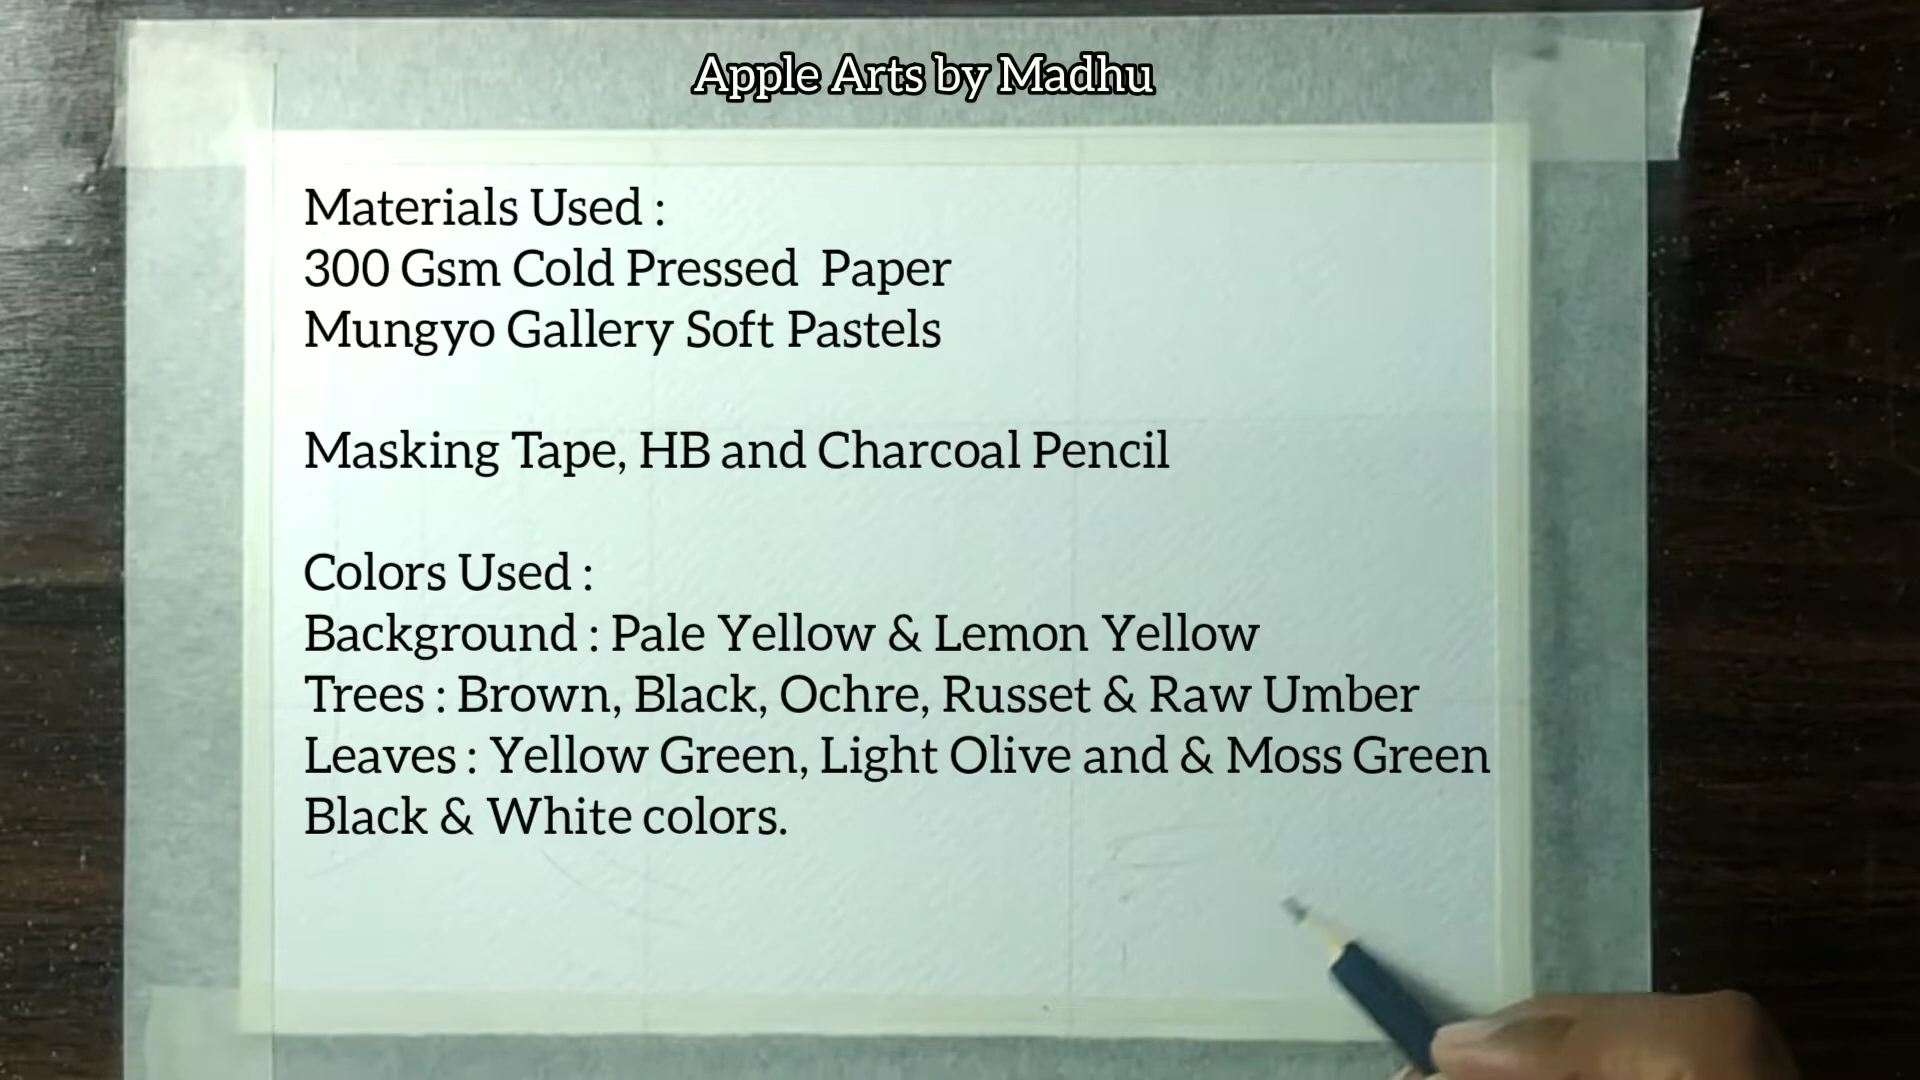 Apple Arts by Madhu
Materials Used :
300 Gsm Cold Pressed Paper
Mungyo Gallery Soft Pastels
Masking Tape, HB and Charcoal Pencil
Colors Used :
Background : Pale Yellow & Lemon Yellow
Trees : Brown, Black, Ochre, Russet & Raw Umber
Leaves : Yellow Green, Light Olive and & Moss Green
Black & White colors.